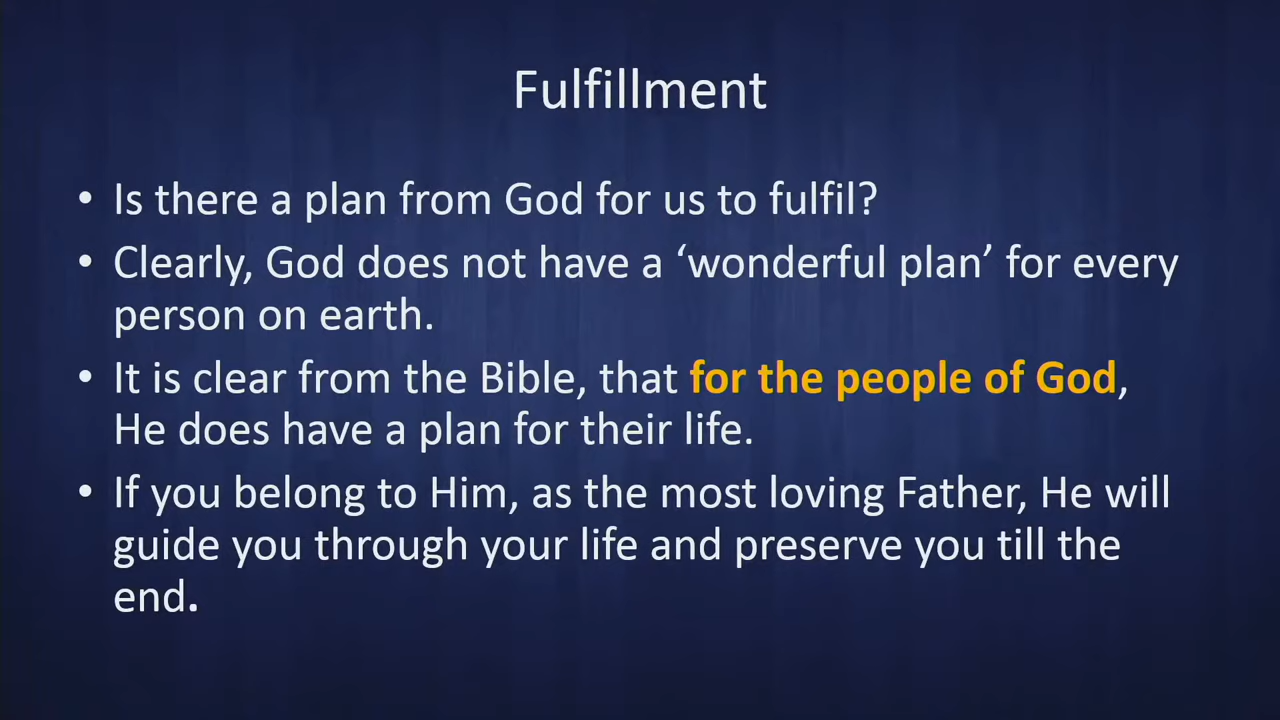 Fulfillment
• Is there a plan from God for us to fulfil?
• Clearly, God does not have a ‘wonderful plan’ for every
person on earth.
• It is clear from the Bible, that for the people of God,
He does have a plan for their life.
• If you belong to Him, as the most loving Father, He will
guide you through your life and preserve you till the
end.